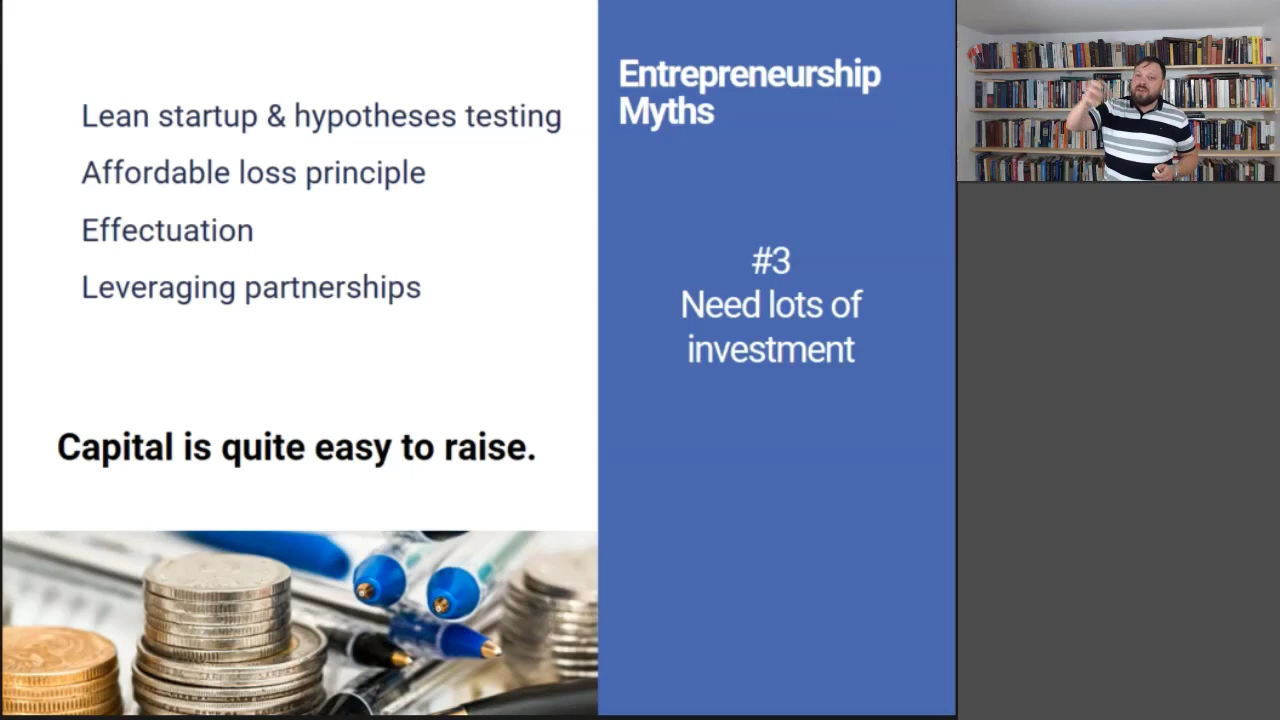 Lean startup & hypotheses testing
Affordable loss principle
Effectuation
Leveraging partnerships
Capital is quite easy to raise.
Entrepreneurship
Myths
#3
Need lots of
investment